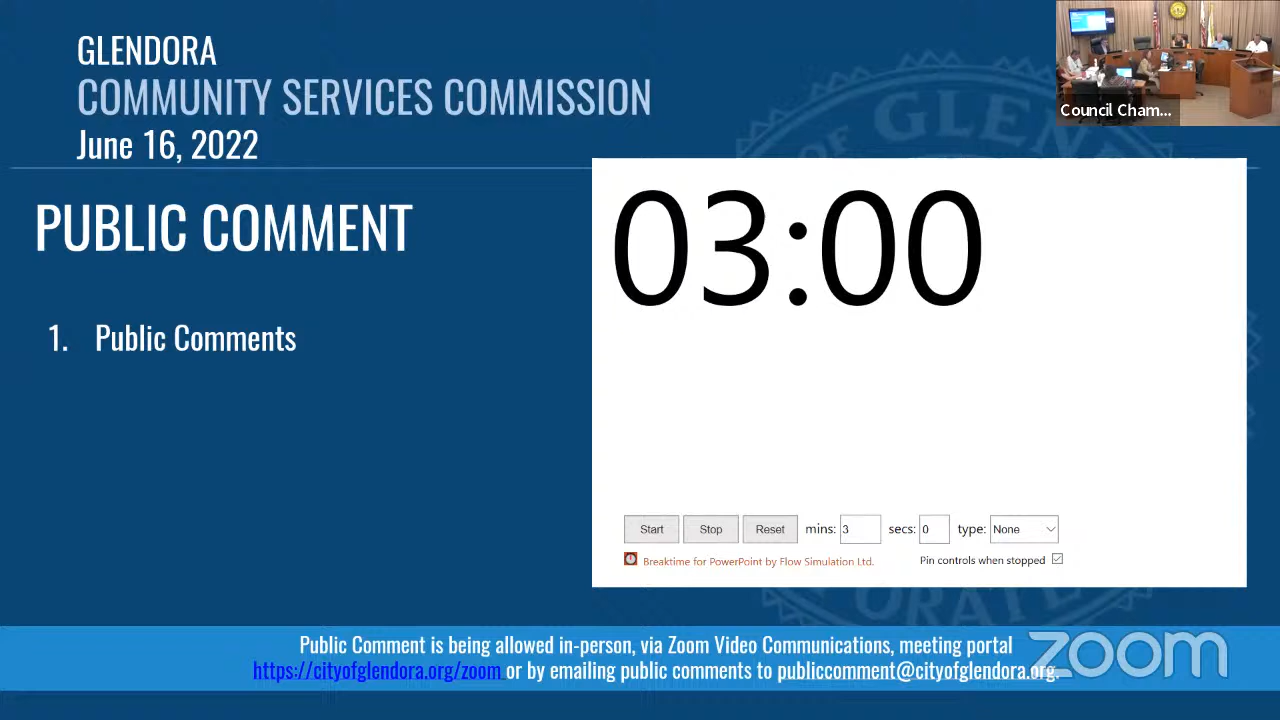 GLENDORA
COMMUNITY SERVICES COMMISSION
June 16, 2022
Council Cham...
PUBLIC COMMENT
1. Public Comments
03:00
Start Stop Reset mins: 3 secs: 0 type: None
Breaktime for PowerPoint by Flow Simulation Ltd. Pin controls when stopped
OF GLEN
ORATE
Public Comment is being allowed in-person, via Zoom Video Communications, meeting portal
https://cityofglendora.org/zoom or by emailing public comments to publiccomment@cityofglendora.org.
zoom